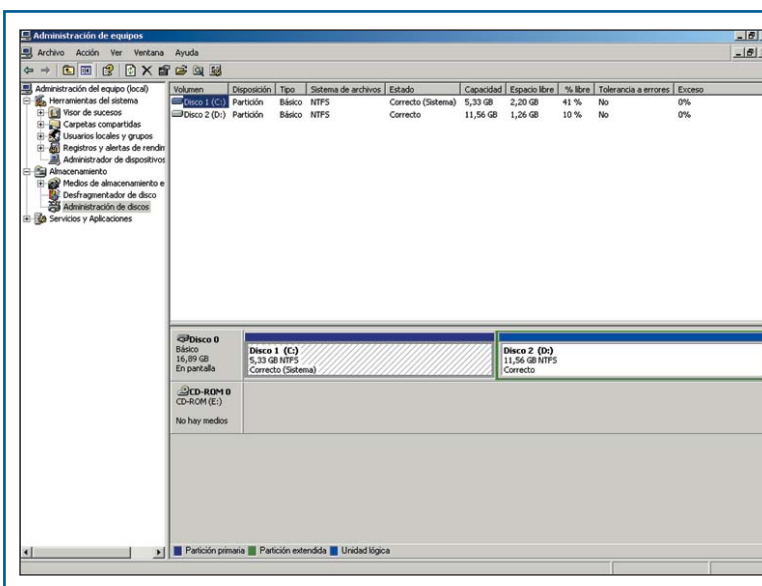 Administración de equipos
Archivo Acción Ver Ventana Ayuda
Administración del equipo (local)
Herramientas del sistema
Visor de sucesos
Carpetas compartidas
Usuarios locales y grupos
Registros y alertas de rendin
Administrador de dispositivos
Almacenamiento
Medios de almacenamiento e
Desfragmentador de disco
Administración de discos
Servicios y Aplicaciones
Volumen Disposición Tipo Sistema de archivos Estado Capacidad Espacio libre % libre Tolerancia a errores Exceso
Disco 1 (C:) Partición Básico NTFS Correcto (Sistema) 5,33 GB 2,20 GB 41 % No 0%
Disco 2 (D:) Partición Básico NTFS Correcto 11,56 GB 1,26 GB 10 % No 0%
Disco 0
Básico
16,89 GB
En pantalla
Disco 1 (C:)
5,33 GB NTFS
Correcto (Sistema)
Disco 2 (D:)
11,56 GB NTFS
Correcto
CD-ROM 0
CD-ROM (E:)
No hay medios
Partición primaria Partición extendida Unidad lógica